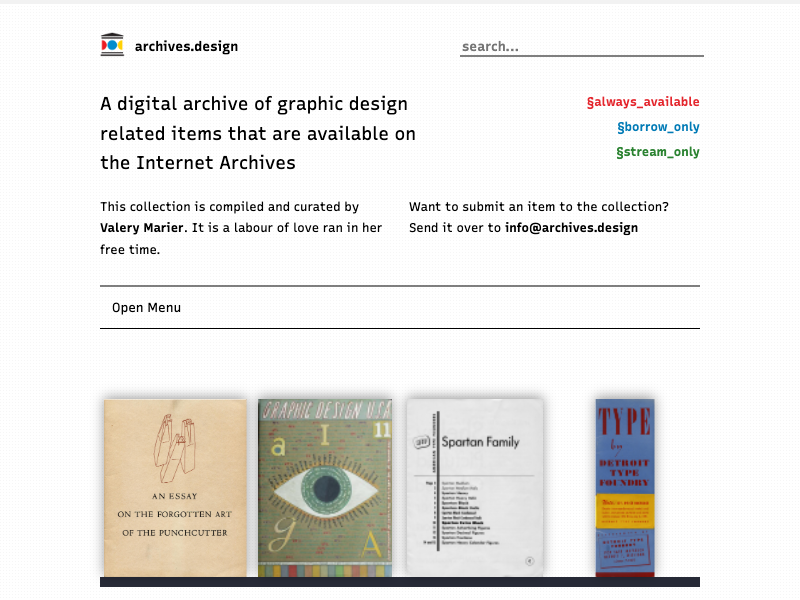 archives.design
search...
A digital archive of graphic design
related items that are available on
the Internet Archives
§always_available
§borrow_only
§stream_only
This collection is compiled and curated by
Valery Marier. It is a labour of love ran in her
free time.
Want to submit an item to the collection?
Send it over to info@archives.design
Open Menu
AN ESSAY
ON THE FORGOTTEN ART
OF THE PUNCHCUTTER
GRAPHIC DESIGN USA
11
a I
g A
Spartan Family
TYPE
by
DETROIT
TYPE
FOUNDRY